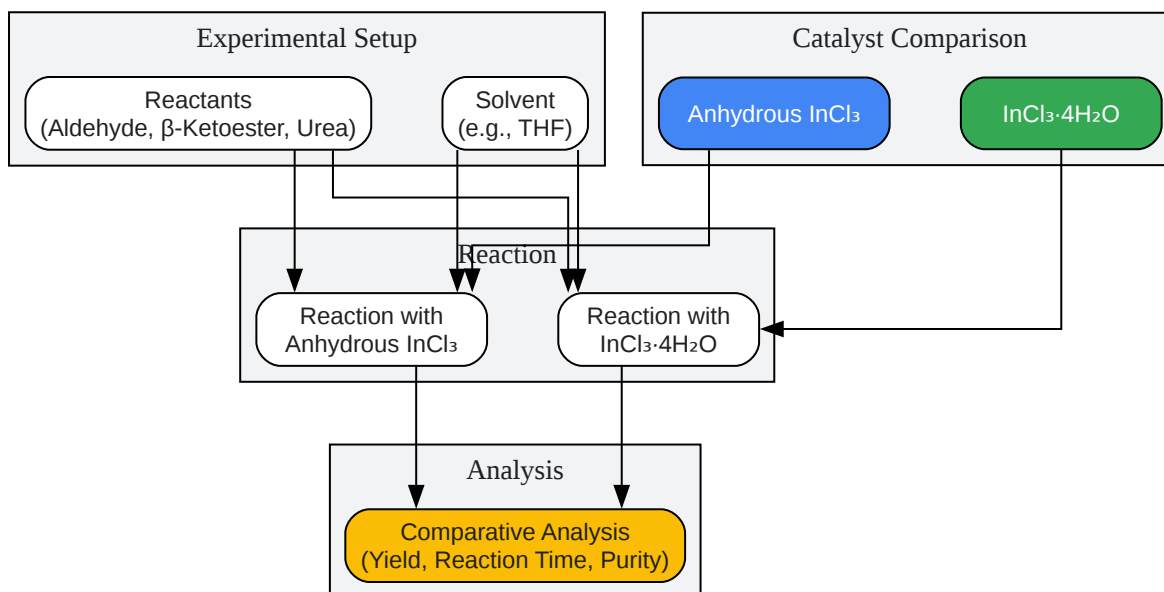 Experimental Setup
Catalyst Comparison
Reactants
(Aldehyde, β-Ketoester, Urea)
Solvent
(e.g., THF)
Anhydrous InCl₃
InCl₃·4H₂O
Reaction
Reaction with
Anhydrous InCl₃
Reaction with
InCl₃·4H₂O
Analysis
Comparative Analysis
(Yield, Reaction Time, Purity)